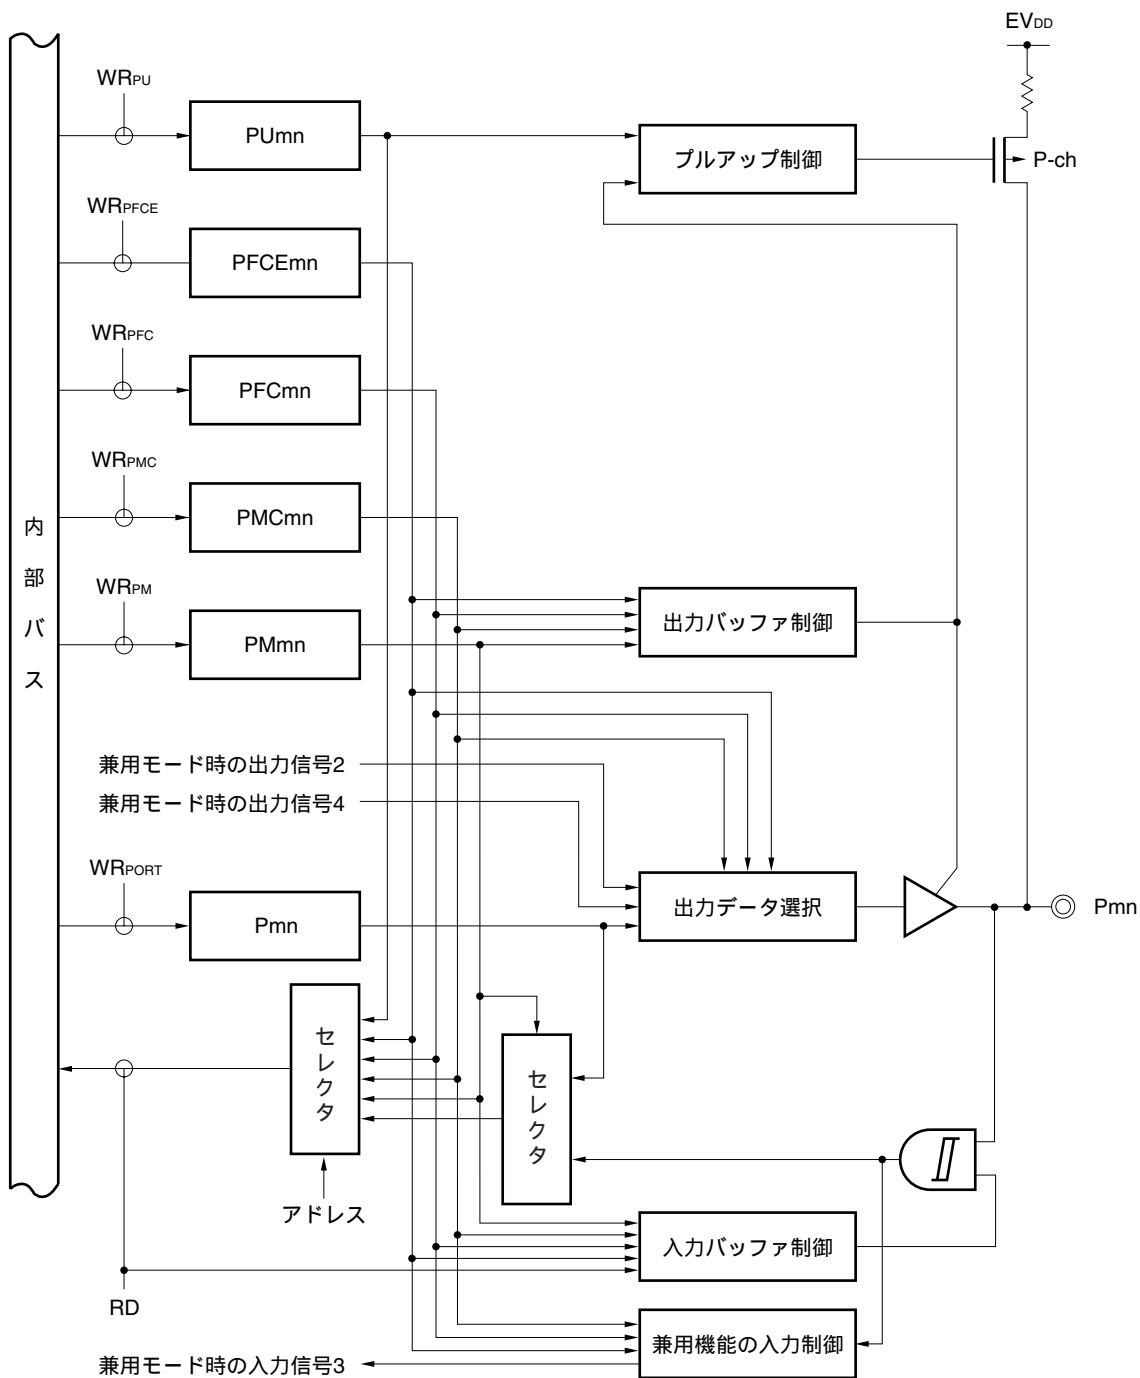 EVDD
WRPU
PUmn
プルアップ制御
P-ch
WRPFCE
PFCEmn
WRPFC
PFCmn
WRPMC
PMCmn
内部バス
WRPM
PMmn
出力バッファ制御
兼用モード時の出力信号2
兼用モード時の出力信号4
WRPORT
Pmn
出力データ選択
Pmn
セレクタ
セレクタ
アドレス
入力バッファ制御
RD
兼用機能の入力制御
兼用モード時の入力信号3